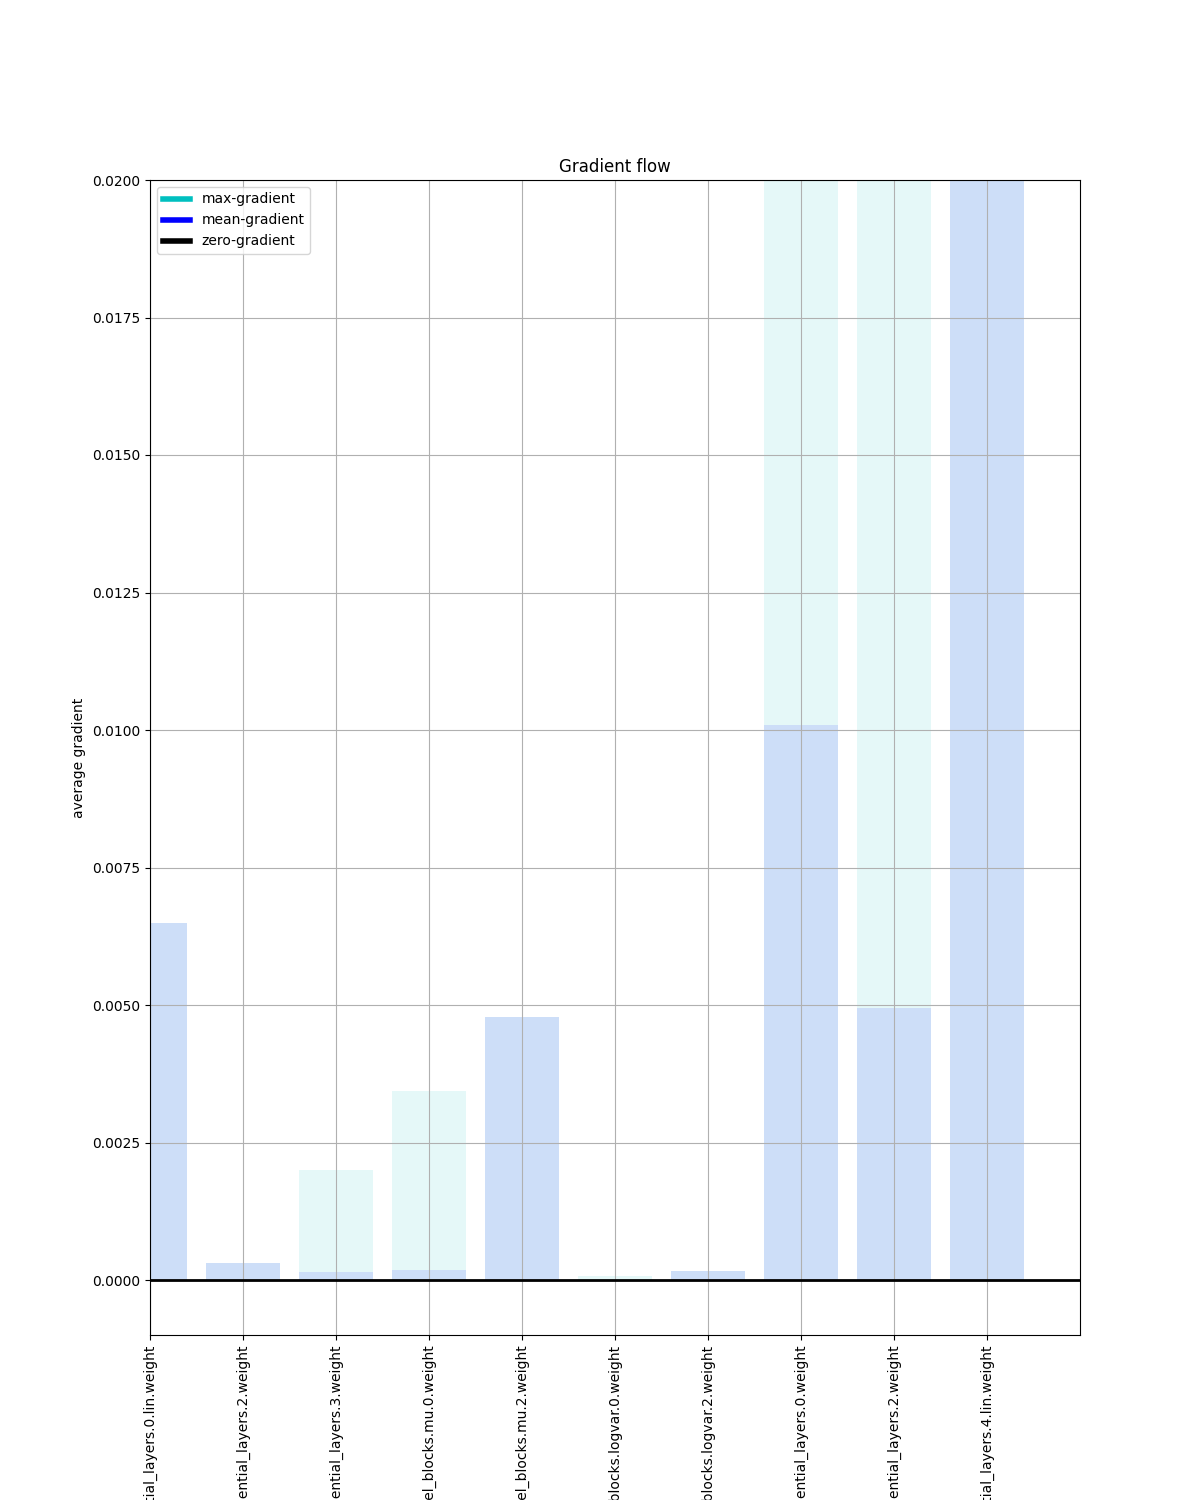 Gradient flow
max-gradient
mean-gradient
zero-gradient
0.0200
0.0175
0.0150
0.0125
0.0100
0.0075
0.0050
0.0025
0.0000
average gradient
tial_layers.0.lin.weight
ential_layers.2.weight
ential_layers.3.weight
el_blocks.mu.0.weight
el_blocks.mu.2.weight
blocks.logvar.0.weight
blocks.logvar.2.weight
ential_layers.0.weight
ential_layers.2.weight
tial_layers.4.lin.weight